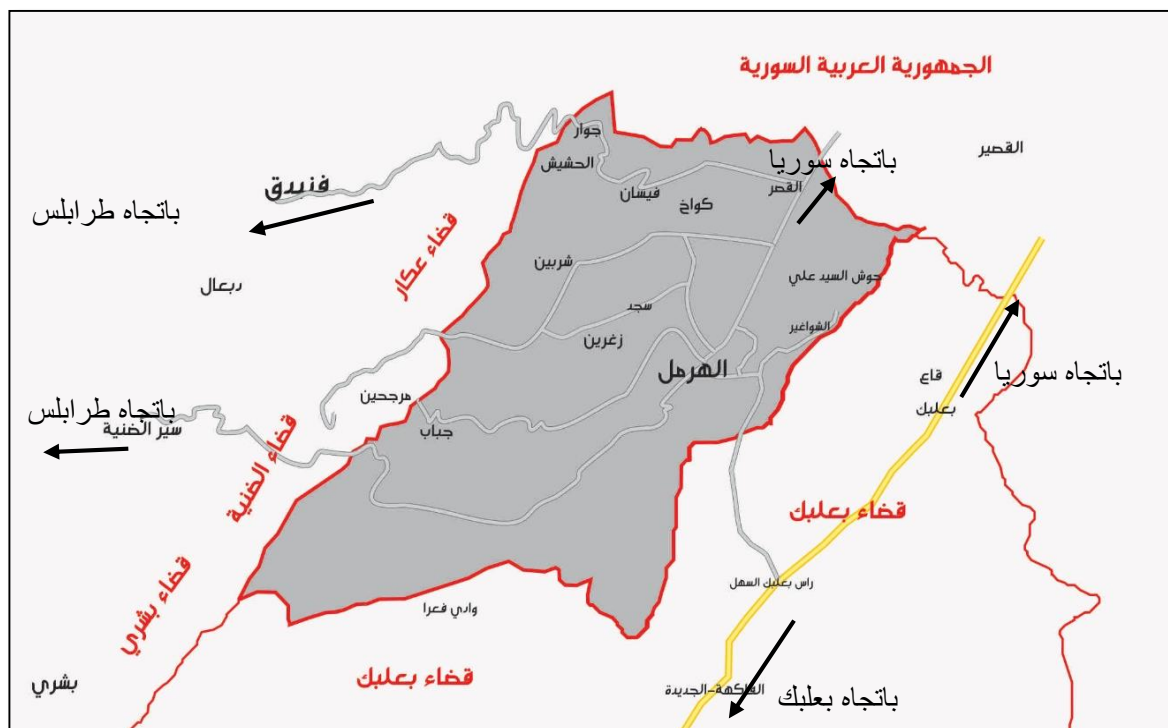 الجمهورية العربية السورية
جوار
الحشيش
القصير
باتجاه سوريا
فنيدق
فيسان
القصر
كواخ
باتجاه طرابلس
قضاء عكار
شربين
حوش السيد علي
دبعال
سجد
الشواغير
زغرين
الهرمل
قاع
بعلبك
باتجاه سوريا
مرجحين
باتجاه طرابلس
سير الضنية
جباب
قضاء الضنية
قضاء بعلبك
راس بعلبك السهل
قضاء بشري
وادي فعرا
قضاء بعلبك
بشري
الفاكهة-الجديدة
باتجاه بعلبك